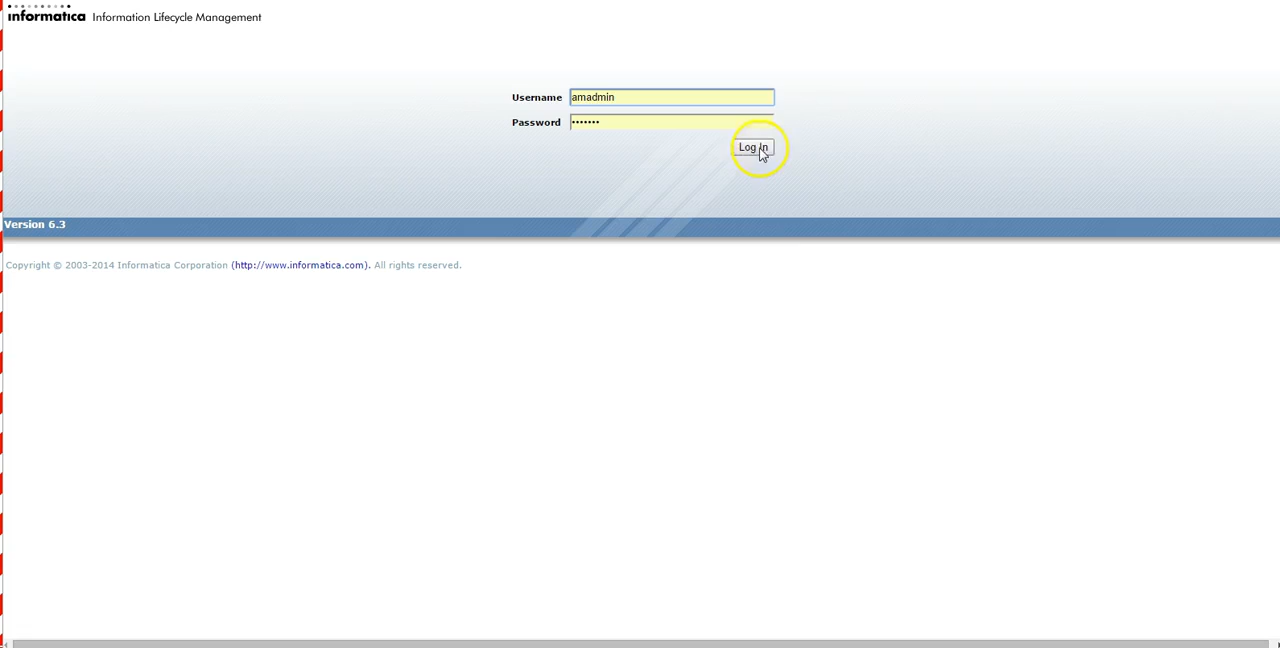 informatica Information Lifecycle Management
Username amadmin
Password •••••••
Log In
Version 6.3
Copyright © 2003-2014 Informatica Corporation (http://www.informatica.com). All rights reserved.